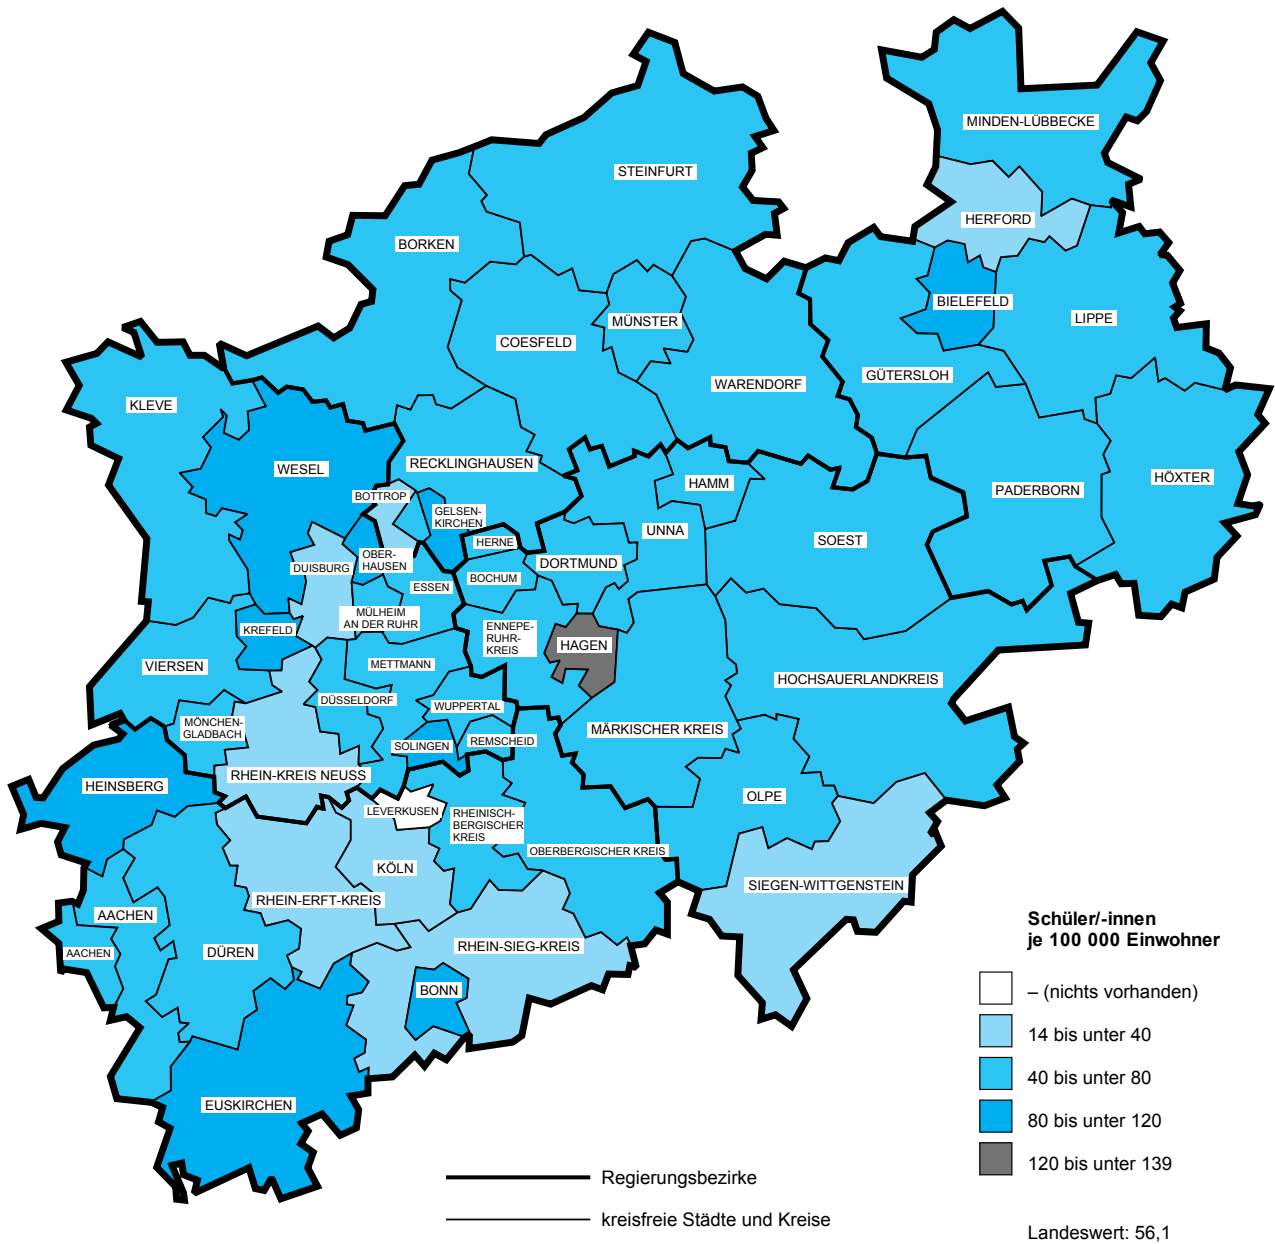 MINDEN-LÜBBECKE
STEINFURT
HERFORD
BORKEN
BIELEFELD
MÜNSTER
LIPPE
COESFELD
GÜTERSLOH
WARENDORF
KLEVE
RECKLINGHAUSEN
WESEL
HÖXTER
HAMM
PADERBORN
BOTTROP
GELSEN-
KIRCHEN
UNNA
SOEST
HERNE
OBER-
HAUSEN
DORTMUND
DUISBURG
BOCHUM
ESSEN
MÜLHEIM
AN DER RUHR
KREFELD
ENNEPE-
RUHR-
KREIS
HAGEN
VIERSEN
METTMANN
HOCHSAUERLANDKREIS
DÜSSELDORF
WUPPERTAL
MÖNCHEN-
GLADBACH
MÄRKISCHER KREIS
SOLINGEN
REMSCHEID
RHEIN-KREIS NEUSS
HEINSBERG
OLPE
LEVERKUSEN
RHEINISCH-
BERGISCHER
KREIS
OBERBERGISCHER KREIS
KÖLN
SIEGEN-WITTGENSTEIN
RHEIN-ERFT-KREIS
AACHEN
RHEIN-SIEG-KREIS
AACHEN
DÜREN
BONN
EUSKIRCHEN
Schüler/-innen
je 100 000 Einwohner
– (nichts vorhanden)
14 bis unter 40
40 bis unter 80
80 bis unter 120
120 bis unter 139
Regierungsbezirke
kreisfreie Städte und Kreise
Landeswert: 56,1